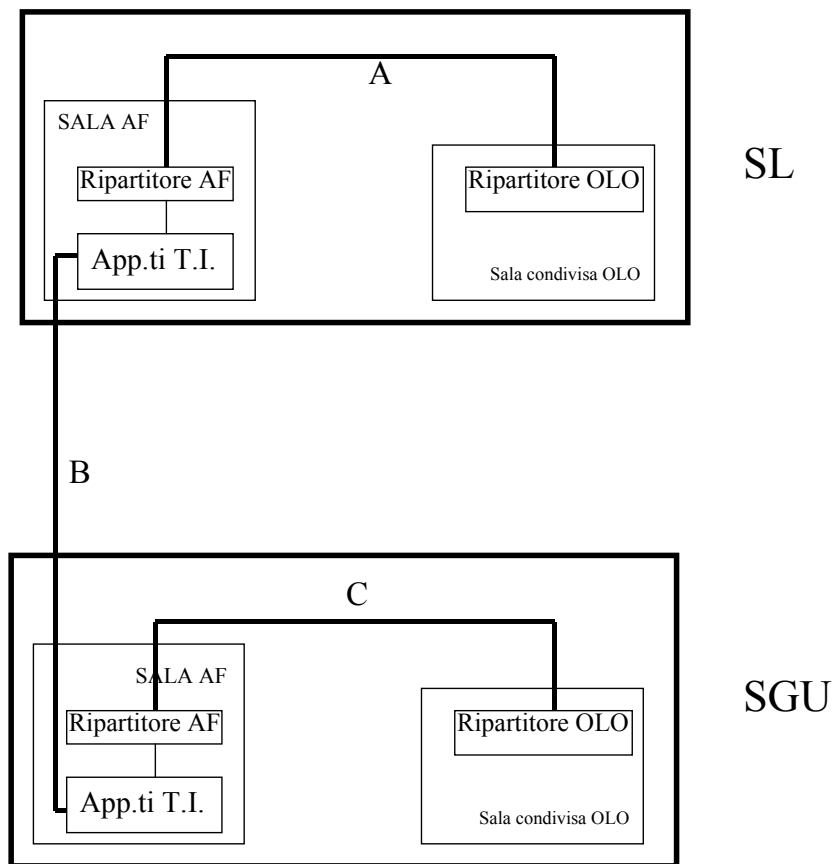 A
SALA AF
Ripartitore AF
Ripartitore OLO
SL
App.ti T.I.
Sala condivisa OLO
B
C
SALA AF
Ripartitore AF
Ripartitore OLO
SGU
App.ti T.I.
Sala condivisa OLO